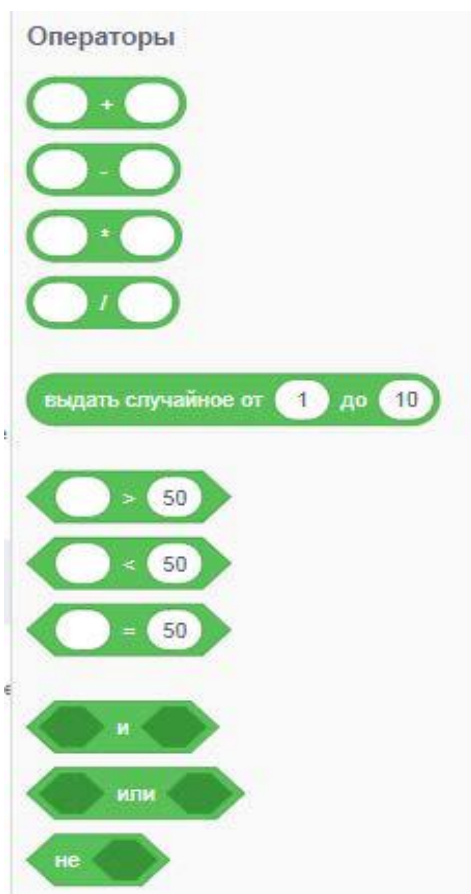 Операторы
+
-
*
/
выдать случайное от 1 до 10
> 50
< 50
= 50
и
или
не